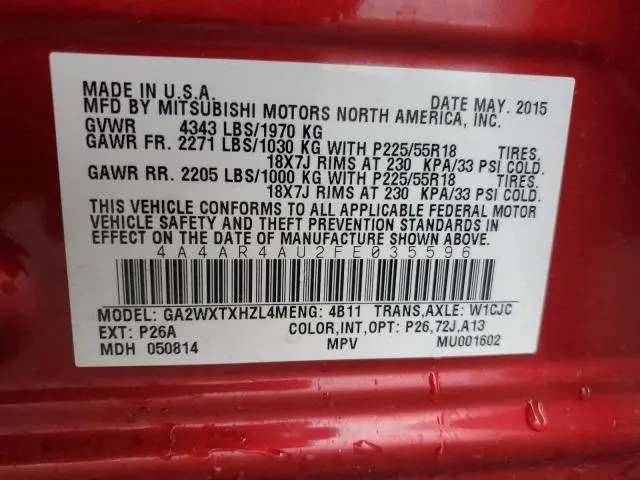 MADE IN U.S.A. DATE MAY. 2015
MFD BY MITSUBISHI MOTORS NORTH AMERICA, INC.
GVWR 4343 LBS/1970 KG
GAWR FR. 2271 LBS/1030 KG WITH P225/55R18 TIRES.
18X7J RIMS AT 230 KPA/33 PSI COLD.
GAWR RR. 2205 LBS/1000 KG WITH P225/55R18 TIRES.
18X7J RIMS AT 230 KPA/33 PSI COLD.
THIS VEHICLE CONFORMS TO ALL APPLICABLE FEDERAL MOTOR
VEHICLE SAFETY AND THEFT PREVENTION STANDARDS IN
EFFECT ON THE DATE OF MANUFACTURE SHOWN ABOVE.
4A4AR4AU2FE035596
MODEL: GA2WXTXHZL4MENG: 4B11 TRANS,AXLE: W1CJC
EXT: P26A COLOR,INT,OPT: P26,72J,A13
MDH 050814 MPV MU001602